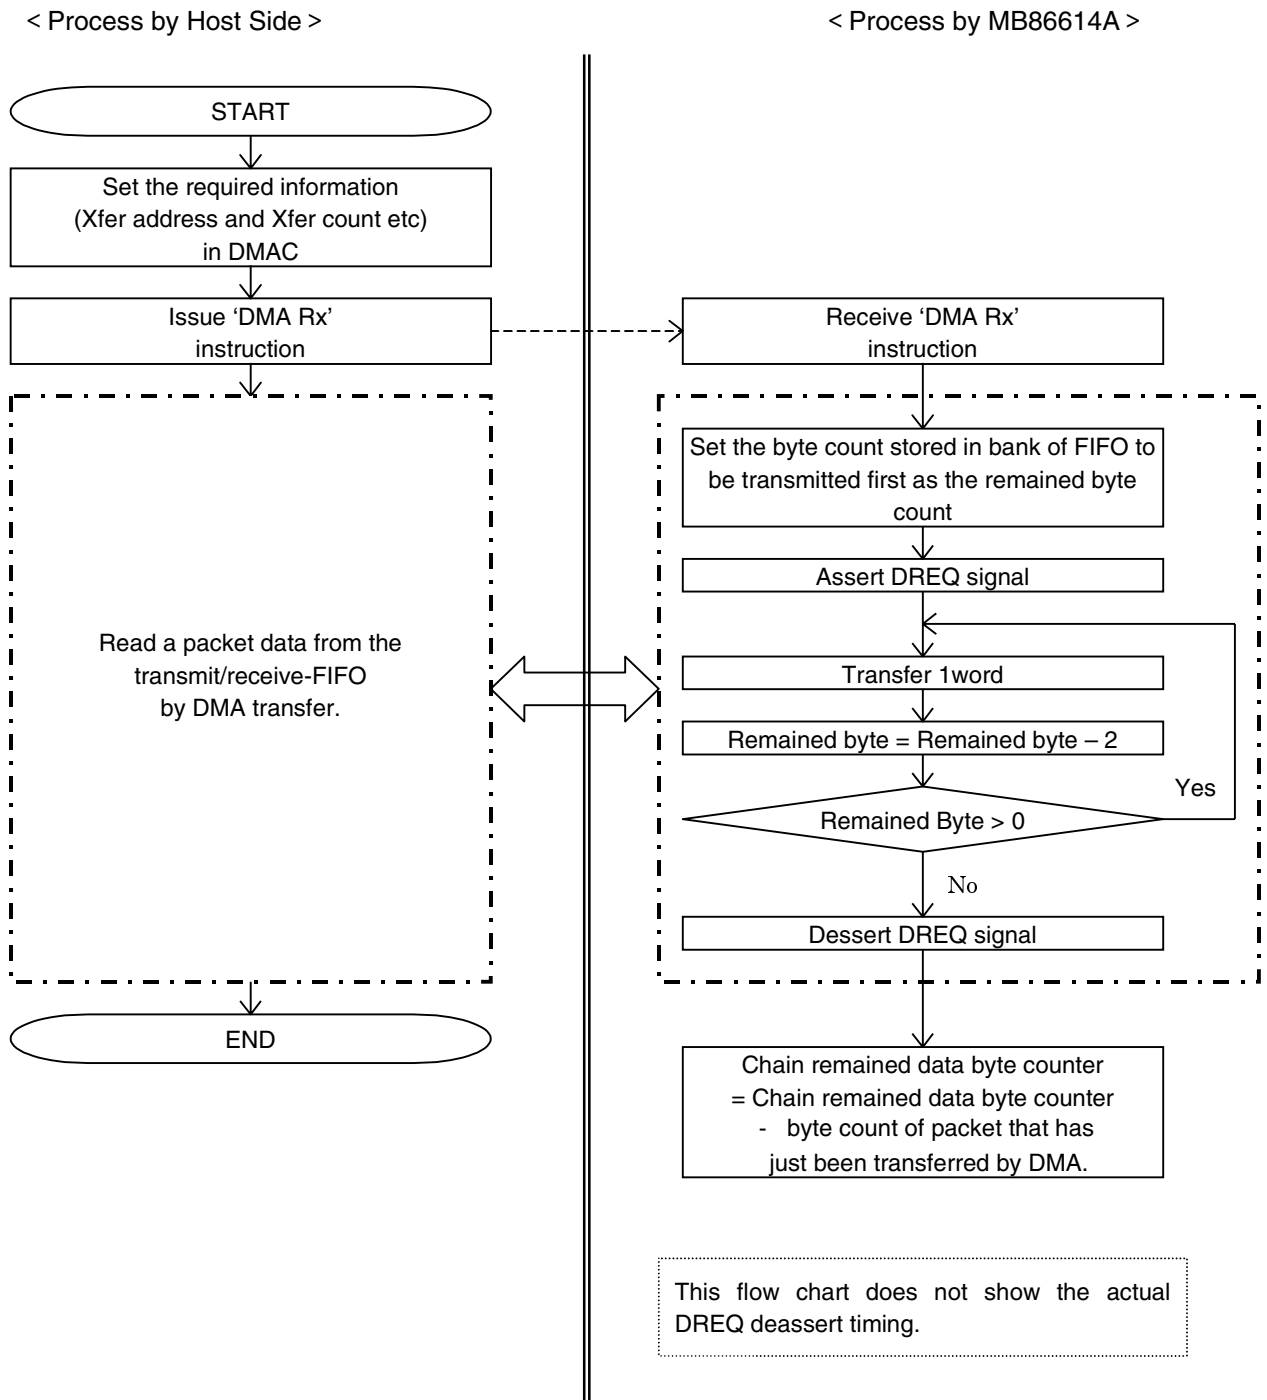 < Process by Host Side >
< Process by MB86614A >
START
Set the required information
(Xfer address and Xfer count etc)
in DMAC
Issue ‘DMA Rx’
instruction
Receive ‘DMA Rx’
instruction
Set the byte count stored in bank of FIFO to
be transmitted first as the remained byte
count
Assert DREQ signal
Read a packet data from the
transmit/receive-FIFO
by DMA transfer.
Transfer 1word
Remained byte = Remained byte – 2
Yes
Remained Byte > 0
No
Dessert DREQ signal
END
Chain remained data byte counter
= Chain remained data byte counter
- byte count of packet that has
just been transferred by DMA.
This flow chart does not show the actual
DREQ deassert timing.